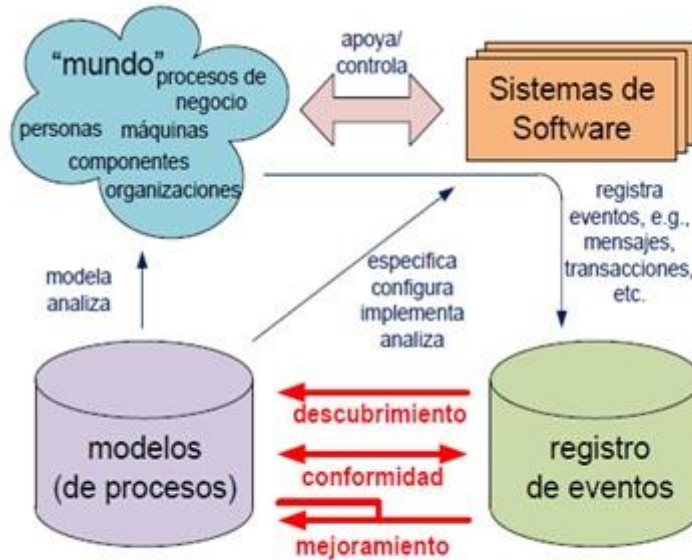 “mundo”
procesos de
negocio
personas máquinas
componentes
organizaciones
apoya/
controla
Sistemas de
Software
modela
analiza
especifica
configura
implementa
analiza
registra
eventos, e.g.,
mensajes,
transacciones,
etc.
modelos
(de procesos)
descubrimiento
conformidad
mejoramiento
registro
de eventos